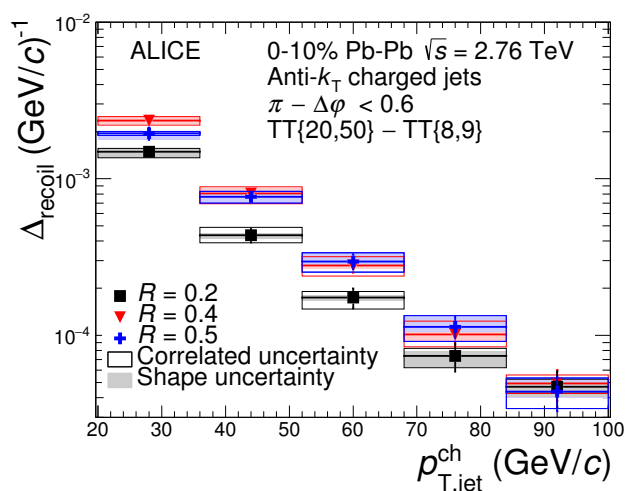 10⁻²
10⁻³
10⁻⁴
Δrecoil (GeV/c)⁻¹
ALICE
0-10% Pb-Pb √s = 2.76 TeV
Anti-kT charged jets
π − Δφ < 0.6
TT{20,50} − TT{8,9}
R = 0.2
R = 0.4
R = 0.5
Correlated uncertainty
Shape uncertainty
20 30 40 50 60 70 80 90 100
p^ch_T,jet (GeV/c)